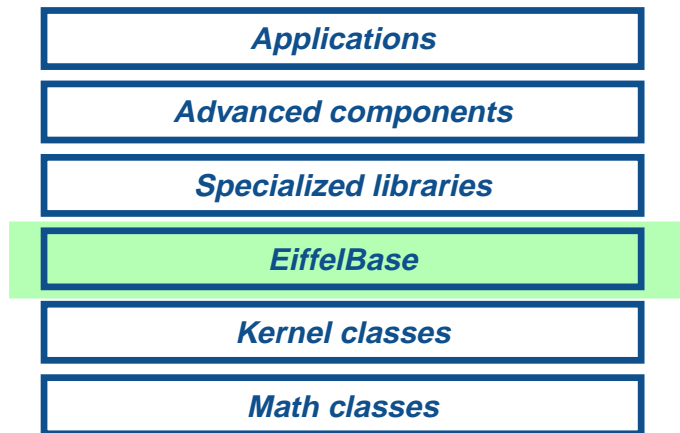 Applications
Advanced components
Specialized libraries
EiffelBase
Kernel classes
Math classes